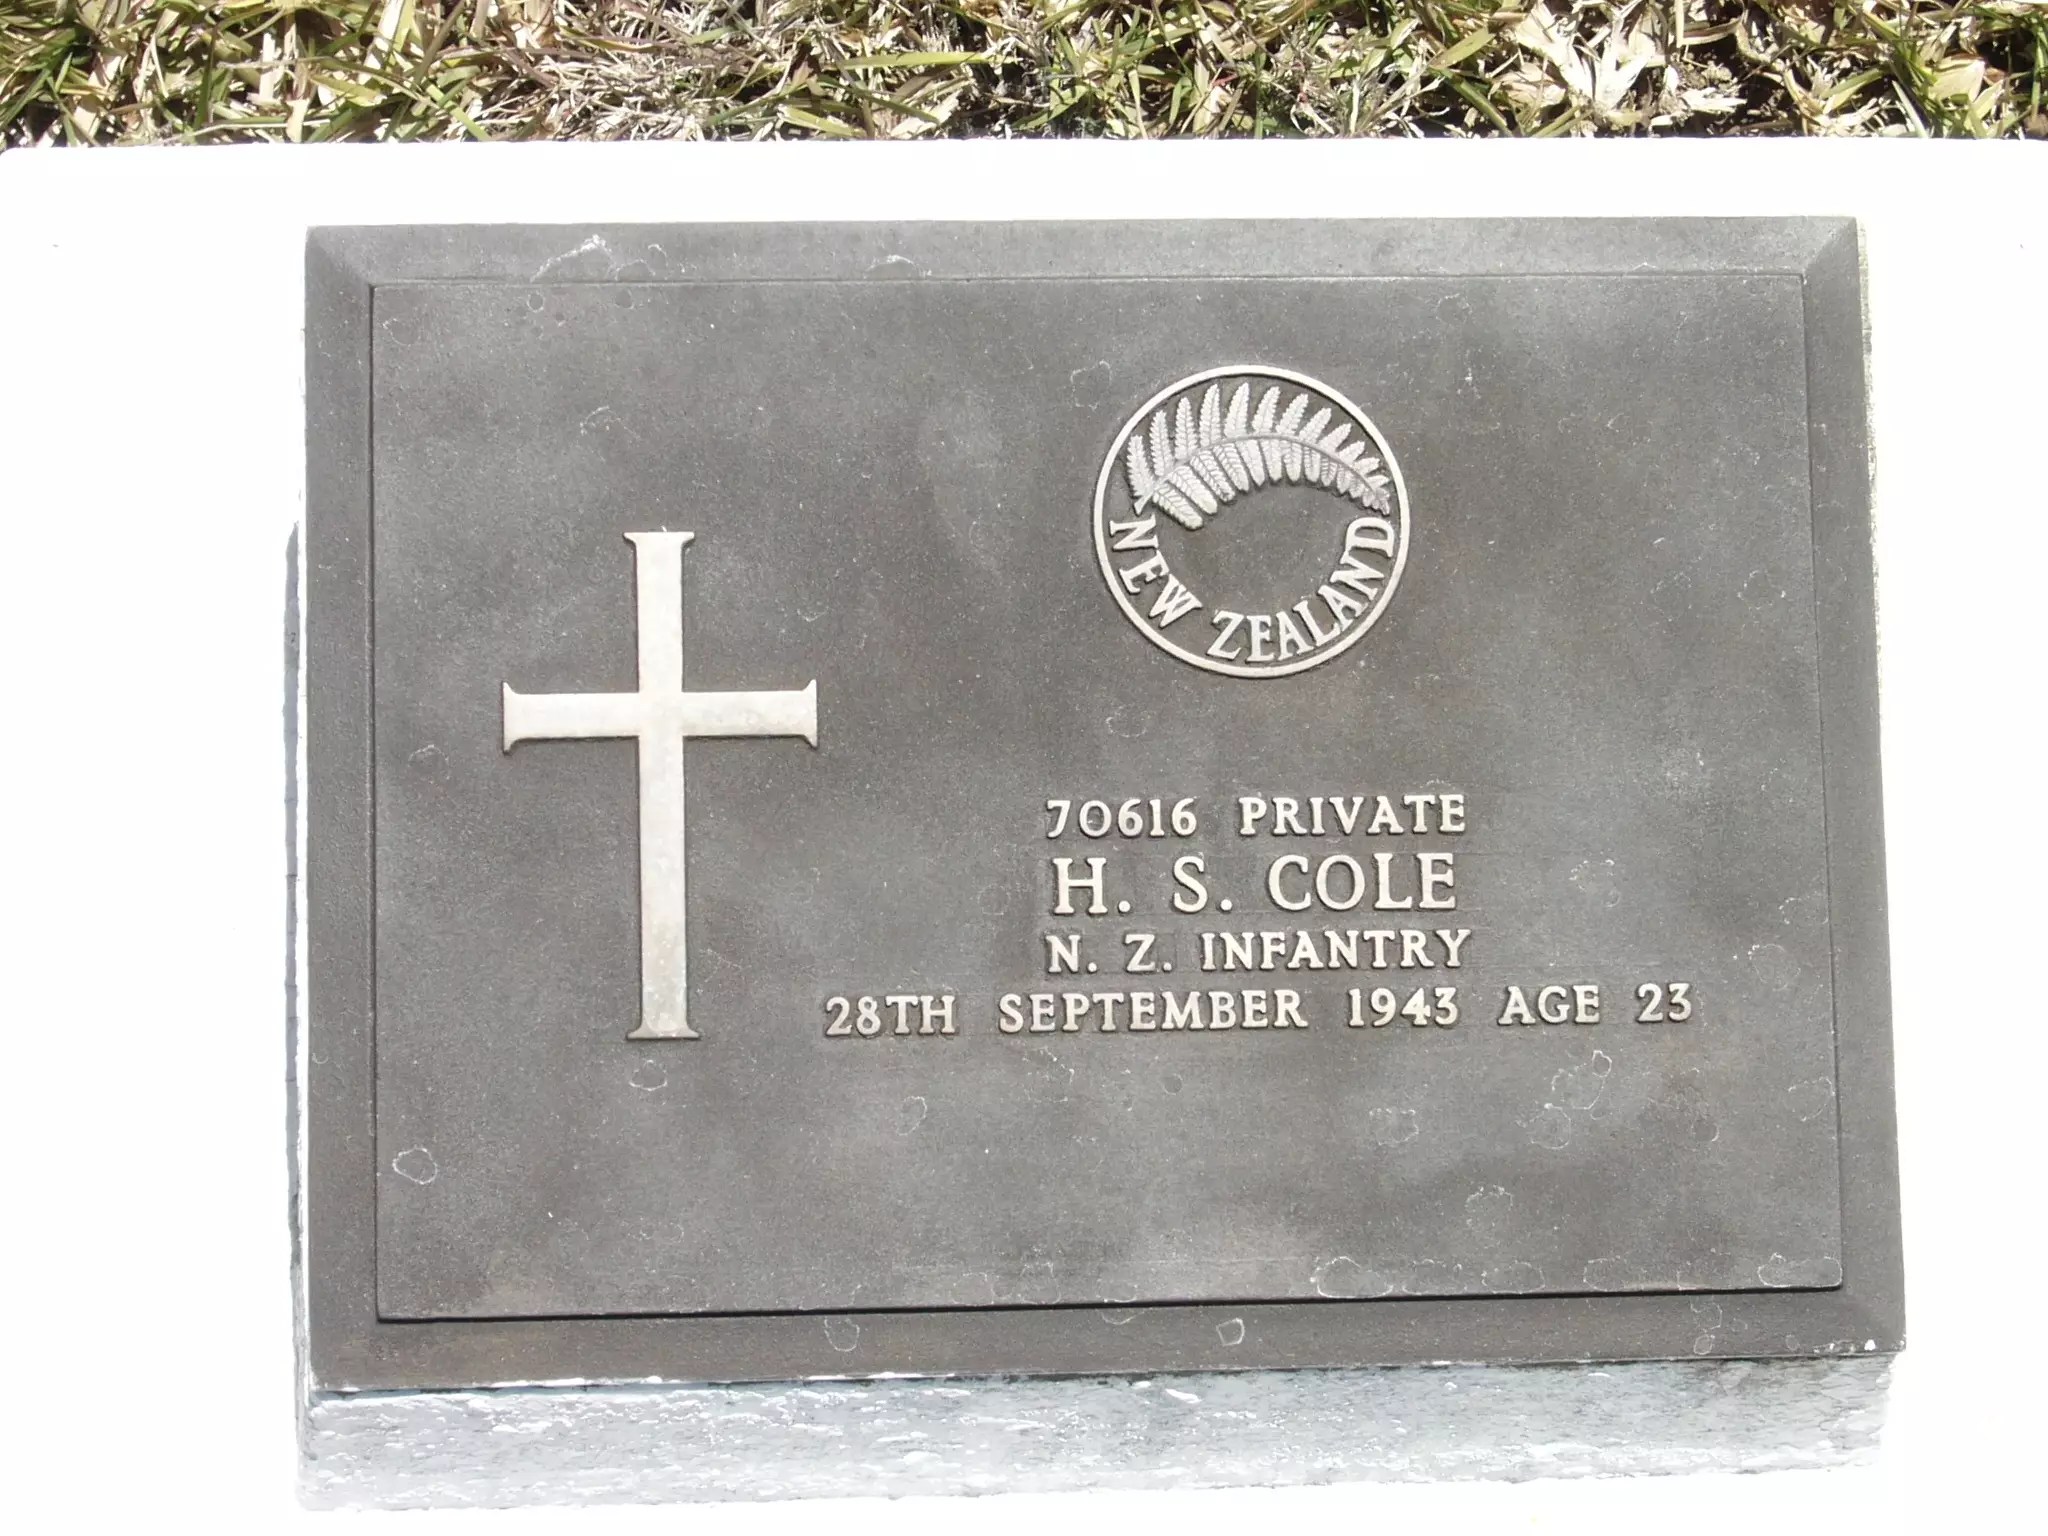 NEW ZEALAND
70616 PRIVATE
H. S. COLE
N. Z. INFANTRY
28TH SEPTEMBER 1943 AGE 23